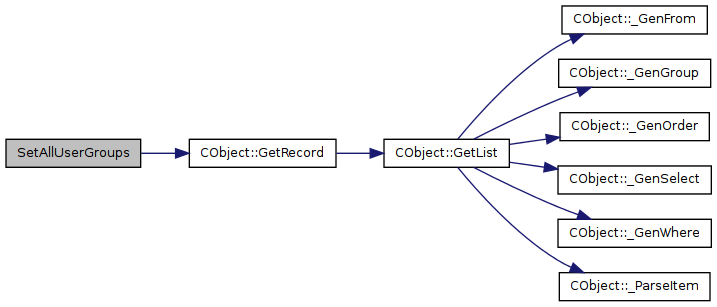 CObject::_GenFrom
CObject::_GenGroup
CObject::_GenOrder
SetAllUserGroups
CObject::GetRecord
CObject::GetList
CObject::_GenSelect
CObject::_GenWhere
CObject::_ParseItem